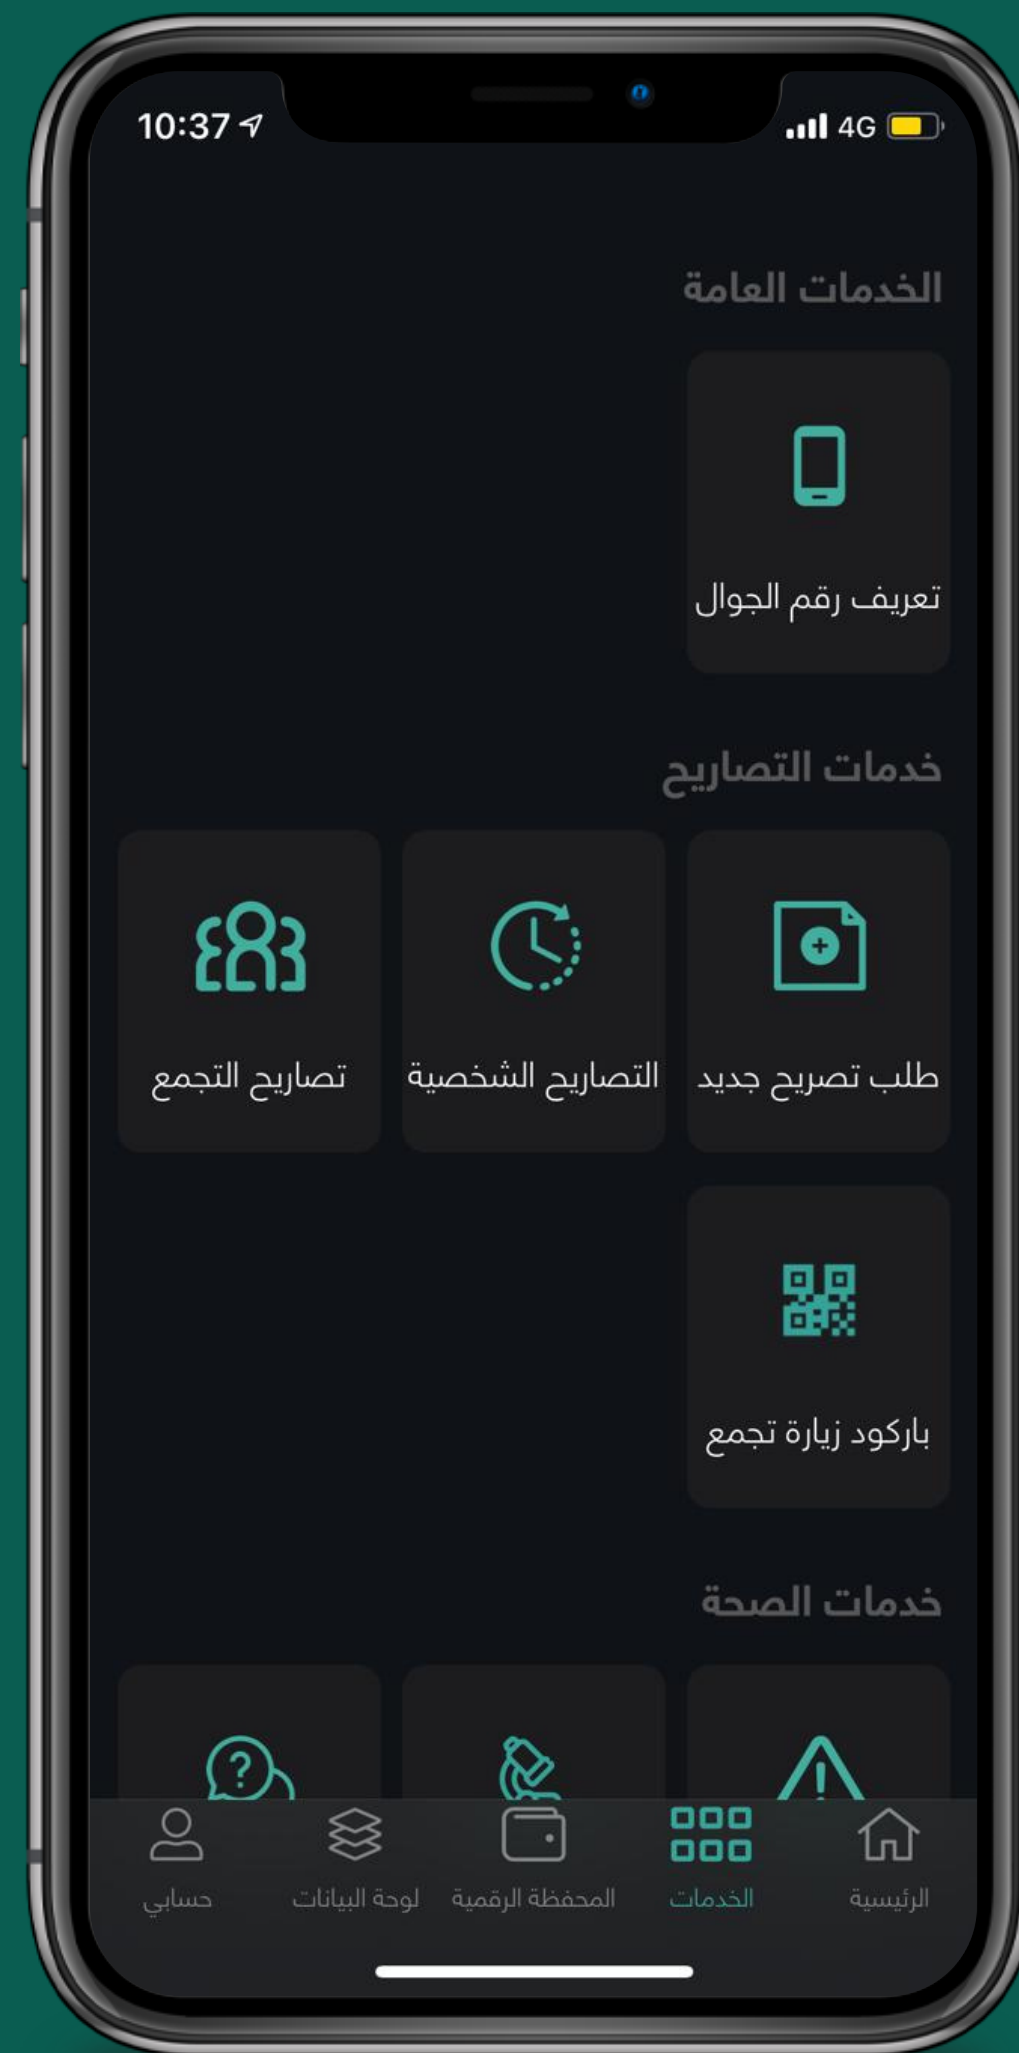 10:37
4G
الخدمات العامة
تعريف رقم الجوال
خدمات التصاريح
طلب تصريح جديد
التصاريح الشخصية
تصاريح التجمع
باركود زيارة تجمع
خدمات الصحة
الرئيسية
الخدمات
المحفظة الرقمية
لوحة البيانات
حسابي